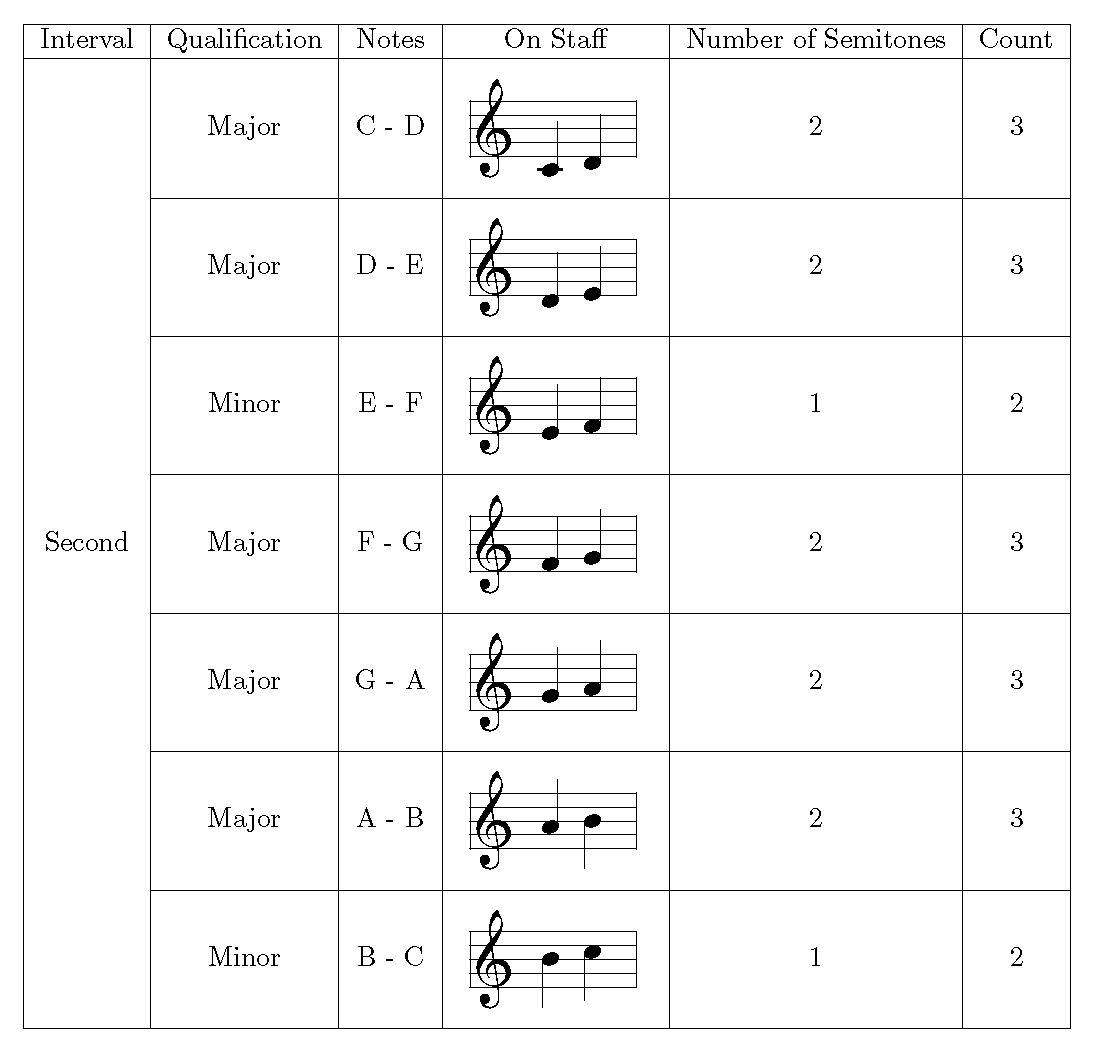 Interval Qualification Notes On Staff Number of Semitones Count
Major C - D 2 3
Major D - E 2 3
Minor E - F 1 2
Second Major F - G 2 3
Major G - A 2 3
Major A - B 2 3
Minor B - C 1 2